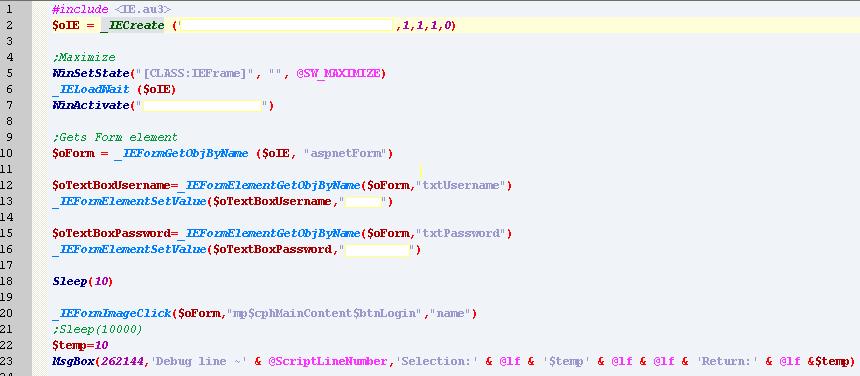 1 #include <IE.au3>
2 $oIE = _IECreate (' ,1,1,1,0)
3
4 ;Maximize
5 WinSetState("[CLASS:IEFrame]", "", @SW_MAXIMIZE)
6 _IELoadWait ($oIE)
7 WinActivate(" ")
8
9 ;Gets Form element
10 $oForm = _IEFormGetObjByName ($oIE, "aspnetForm")
11
12 $oTextBoxUsername=_IEFormElementGetObjByName($oForm,"txtUsername")
13 _IEFormElementSetValue($oTextBoxUsername," ")
14
15 $oTextBoxPassword=_IEFormElementGetObjByName($oForm,"txtPassword")
16 _IEFormElementSetValue($oTextBoxPassword," ")
17
18 Sleep(10)
19
20 _IEFormImageClick($oForm,"mp$cphMainContent$btnLogin","name")
21 ;Sleep(10000)
22 $temp=10
23 MsgBox(262144,'Debug line ~' & @ScriptLineNumber,'Selection:' & @lf & '$temp' & @lf & @lf & 'Return:' & @lf &$temp)